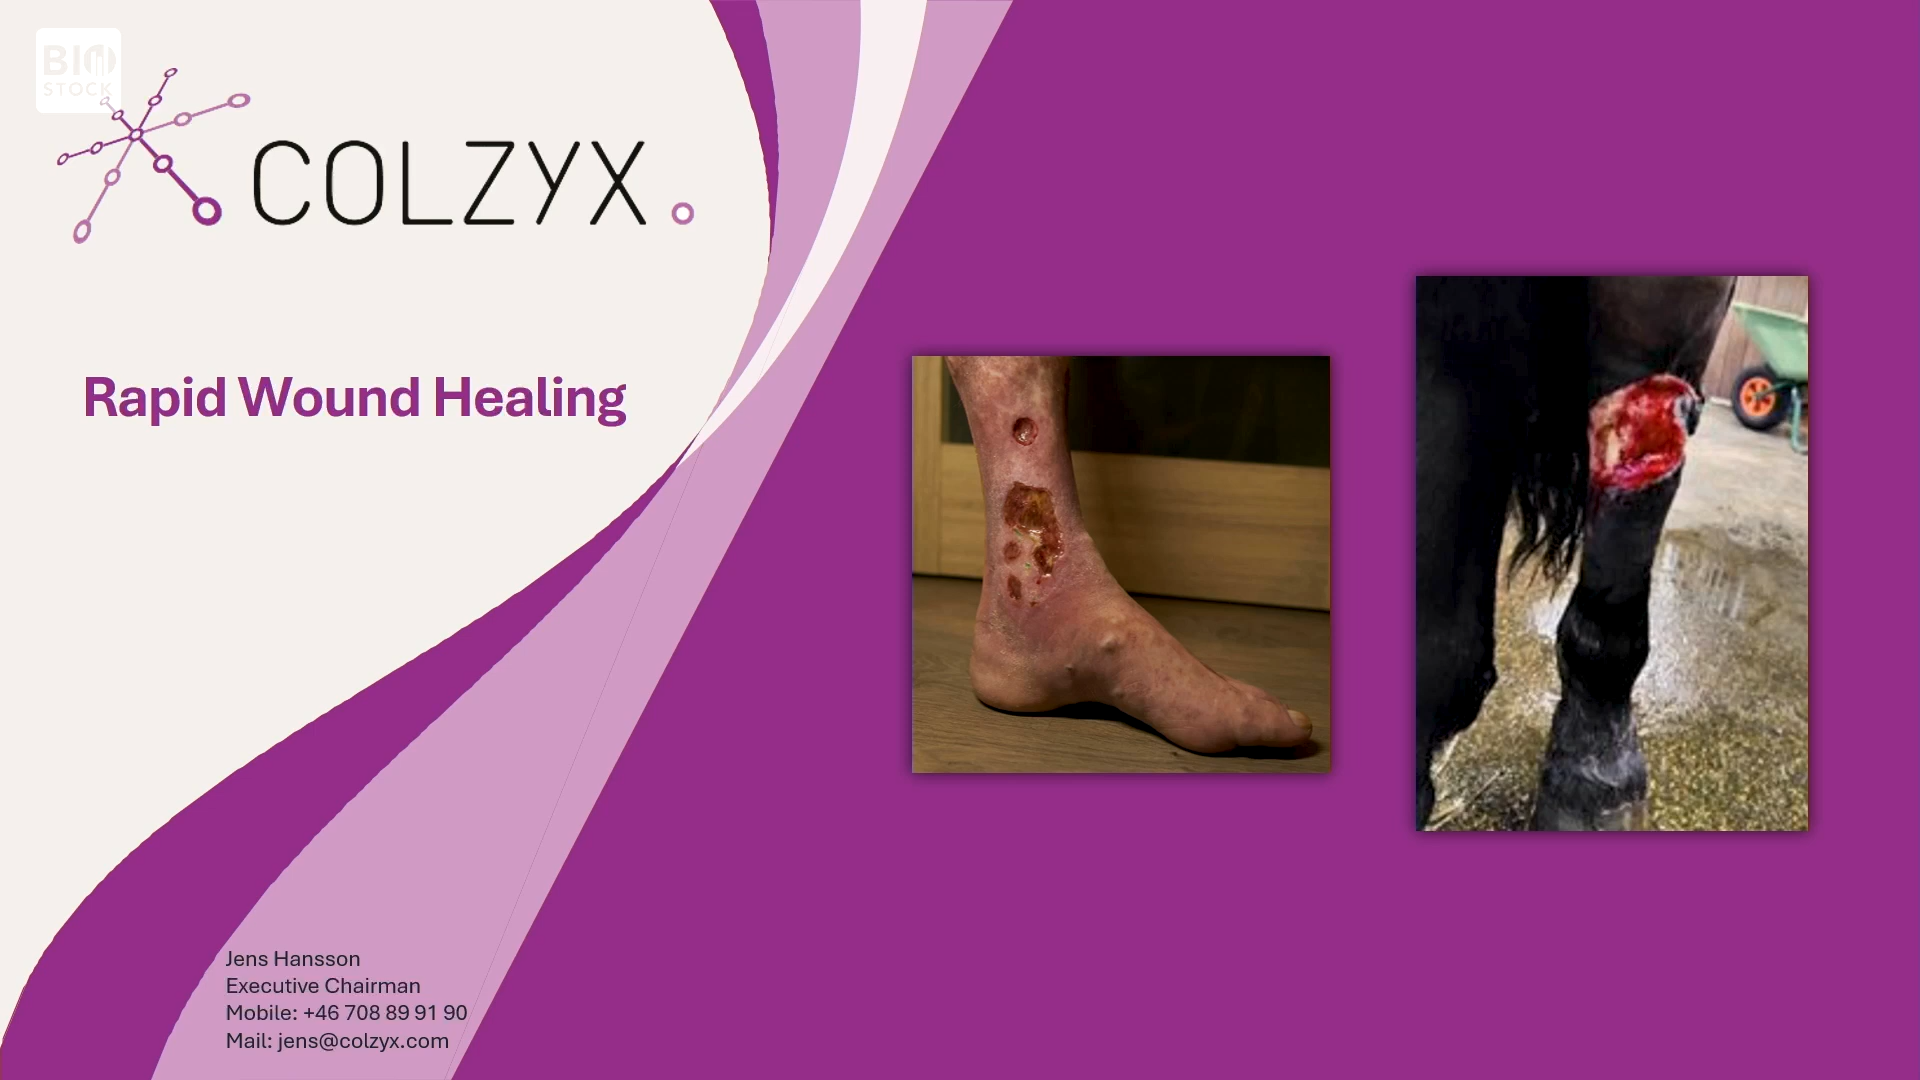 BIO
STOCK
COLZYX
Rapid Wound Healing
Jens Hansson
Executive Chairman
Mobile: +46 708 89 91 90
Mail: jens@colzyx.com